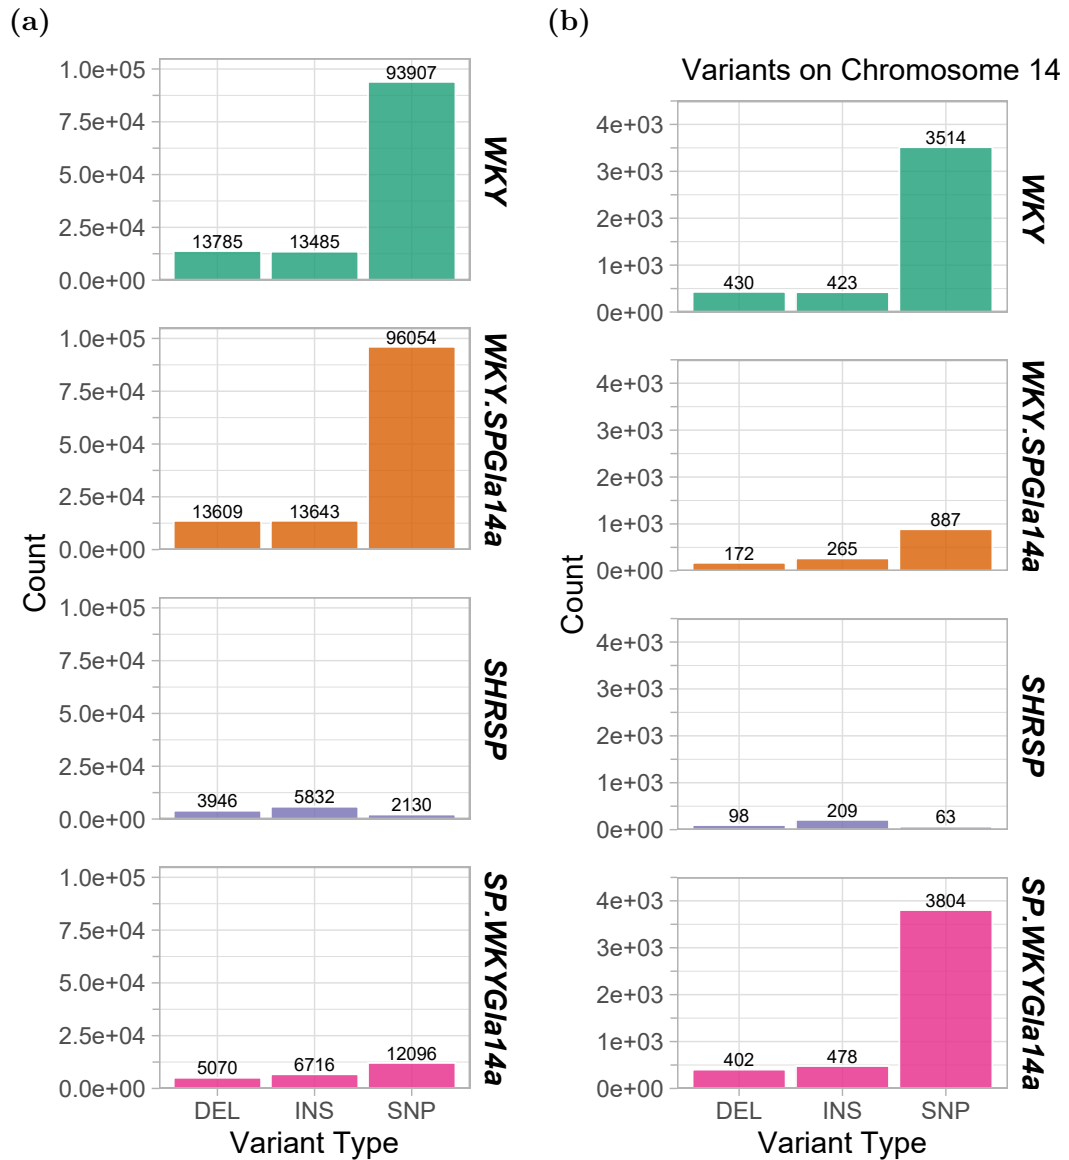 (a)
1.0e+05
7.5e+04
5.0e+04
2.5e+04
0.0e+00
13785
13485
93907
WKY
1.0e+05
7.5e+04
5.0e+04
2.5e+04
0.0e+00
13609
13643
96054
WKY.SPGla14a
1.0e+05
7.5e+04
5.0e+04
2.5e+04
0.0e+00
3946
5832
2130
SHRSP
1.0e+05
7.5e+04
5.0e+04
2.5e+04
0.0e+00
5070
6716
12096
SP.WKYGla14a
Count
DEL INS SNP
Variant Type
(b)
Variants on Chromosome 14
4e+03
3e+03
2e+03
1e+03
0e+00
430
423
3514
WKY
4e+03
3e+03
2e+03
1e+03
0e+00
172
265
887
WKY.SPGla14a
4e+03
3e+03
2e+03
1e+03
0e+00
98
209
63
SHRSP
4e+03
3e+03
2e+03
1e+03
0e+00
402
478
3804
SP.WKYGla14a
Count
DEL INS SNP
Variant Type